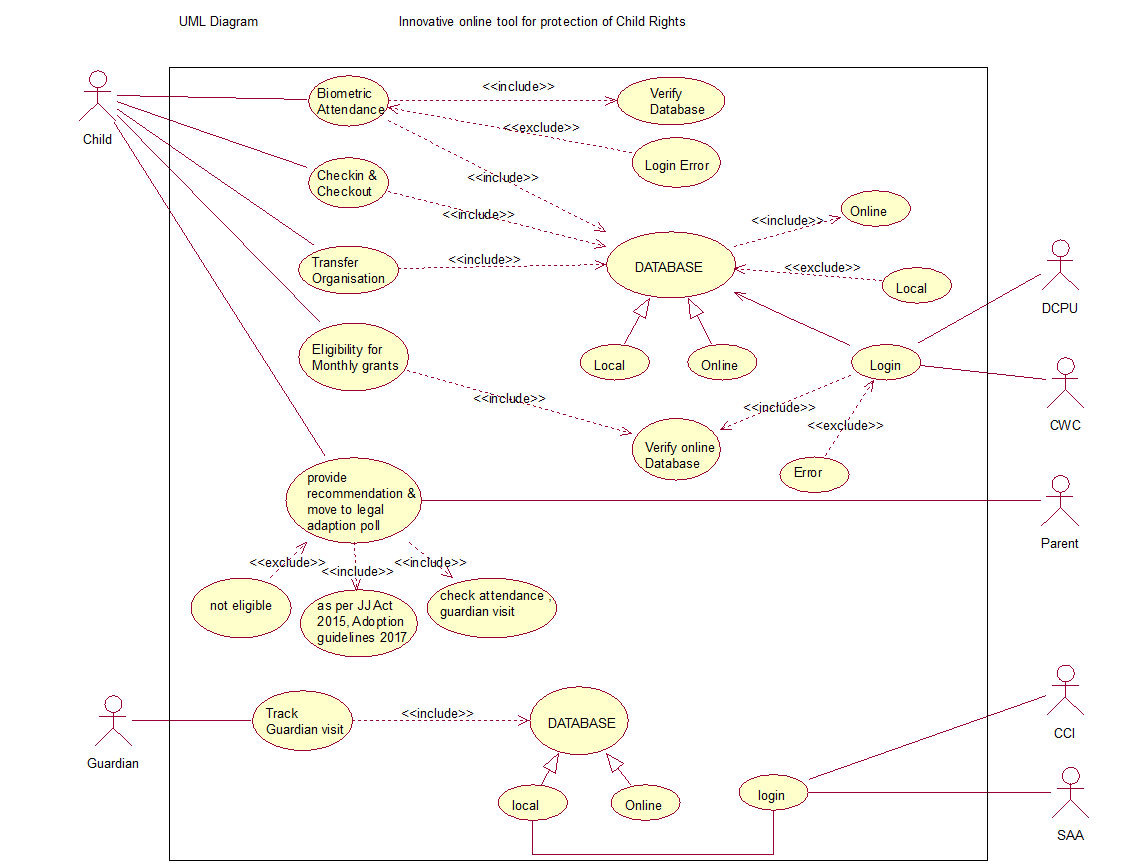 UML Diagram
Innovative online tool for protection of Child Rights
Child
Biometric
Attendance
<<include>>
Verify
Database
<<exclude>>
Login Error
<<include>>
Checkin &
Checkout
<<include>>
Online
<<include>>
Transfer
Organisation
<<include>>
DATABASE
<<exclude>>
Local
DCPU
Eligibility for
Monthly grants
Local
Online
Login
CWC
<<include>>
<<include>>
<<exclude>>
Verify online
Database
Error
provide
recommendation &
move to legal
adaption poll
Parent
<<exclude>>
<<include>>
<<include>>
not eligible
as per JJAct
2015, Adoption
guidelines 2017
check attendance ,
guardian visit
Guardian
Track
Guardian visit
<<include>>
DATABASE
CCI
local
Online
login
SAA